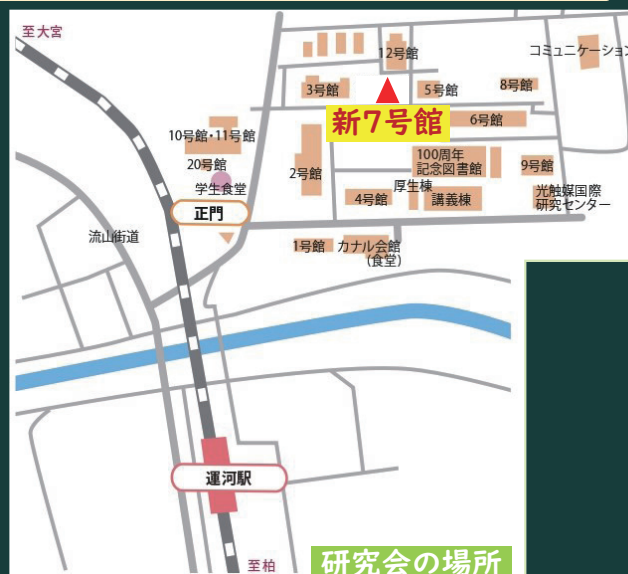 至大宮
12号館
コミュニケーション
3号館
5号館
8号館
新7号館
6号館
10号館・11号館
20号館
学生食堂
2号館
100周年
記念図書館
9号館
厚生棟
4号館
講義棟
光触媒国際
研究センター
正門
流山街道
1号館
カナル会館
(食堂)
運河駅
至柏
研究会の場所